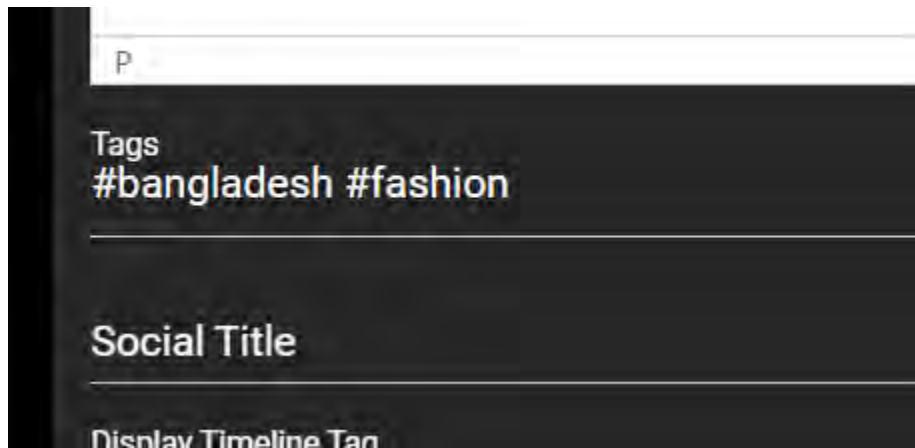 P
Tags
#bangladesh #fashion
Social Title
Display Timeline Tag